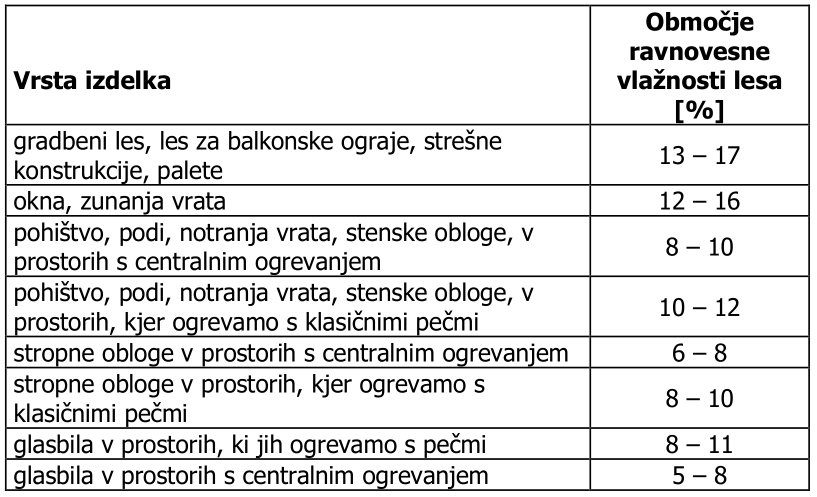 Vrsta izdelka
Območje
ravnovesne
vlažnosti lesa
[%]
gradbeni les, les za balkonske ograje, strešne
konstrukcije, palete
13 – 17
okna, zunanja vrata
12 – 16
pohištvo, podi, notranja vrata, stenske obloge, v
prostorih s centralnim ogrevanjem
8 – 10
pohištvo, podi, notranja vrata, stenske obloge, v
prostorih, kjer ogrevamo s klasičnimi pečmi
10 – 12
stropne obloge v prostorih s centralnim ogrevanjem
6 – 8
stropne obloge v prostorih, kjer ogrevamo s
klasičnimi pečmi
8 – 10
glasbila v prostorih, ki jih ogrevamo s pečmi
8 – 11
glasbila v prostorih s centralnim ogrevanjem
5 – 8